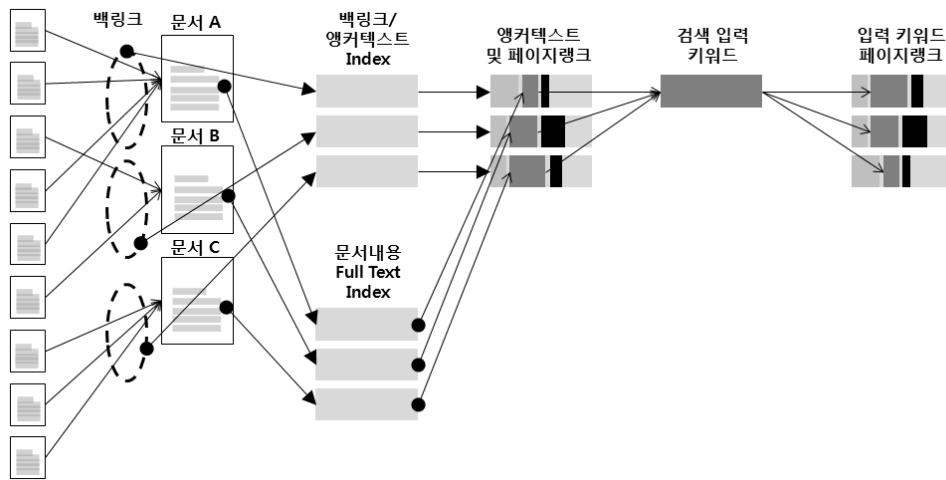 백링크
문서 A
백링크/
앵커텍스트
Index
앵커텍스트
및 페이지랭크
검색 입력
키워드
입력 키워드
페이지랭크
문서 B
문서 C
문서내용
Full Text
Index